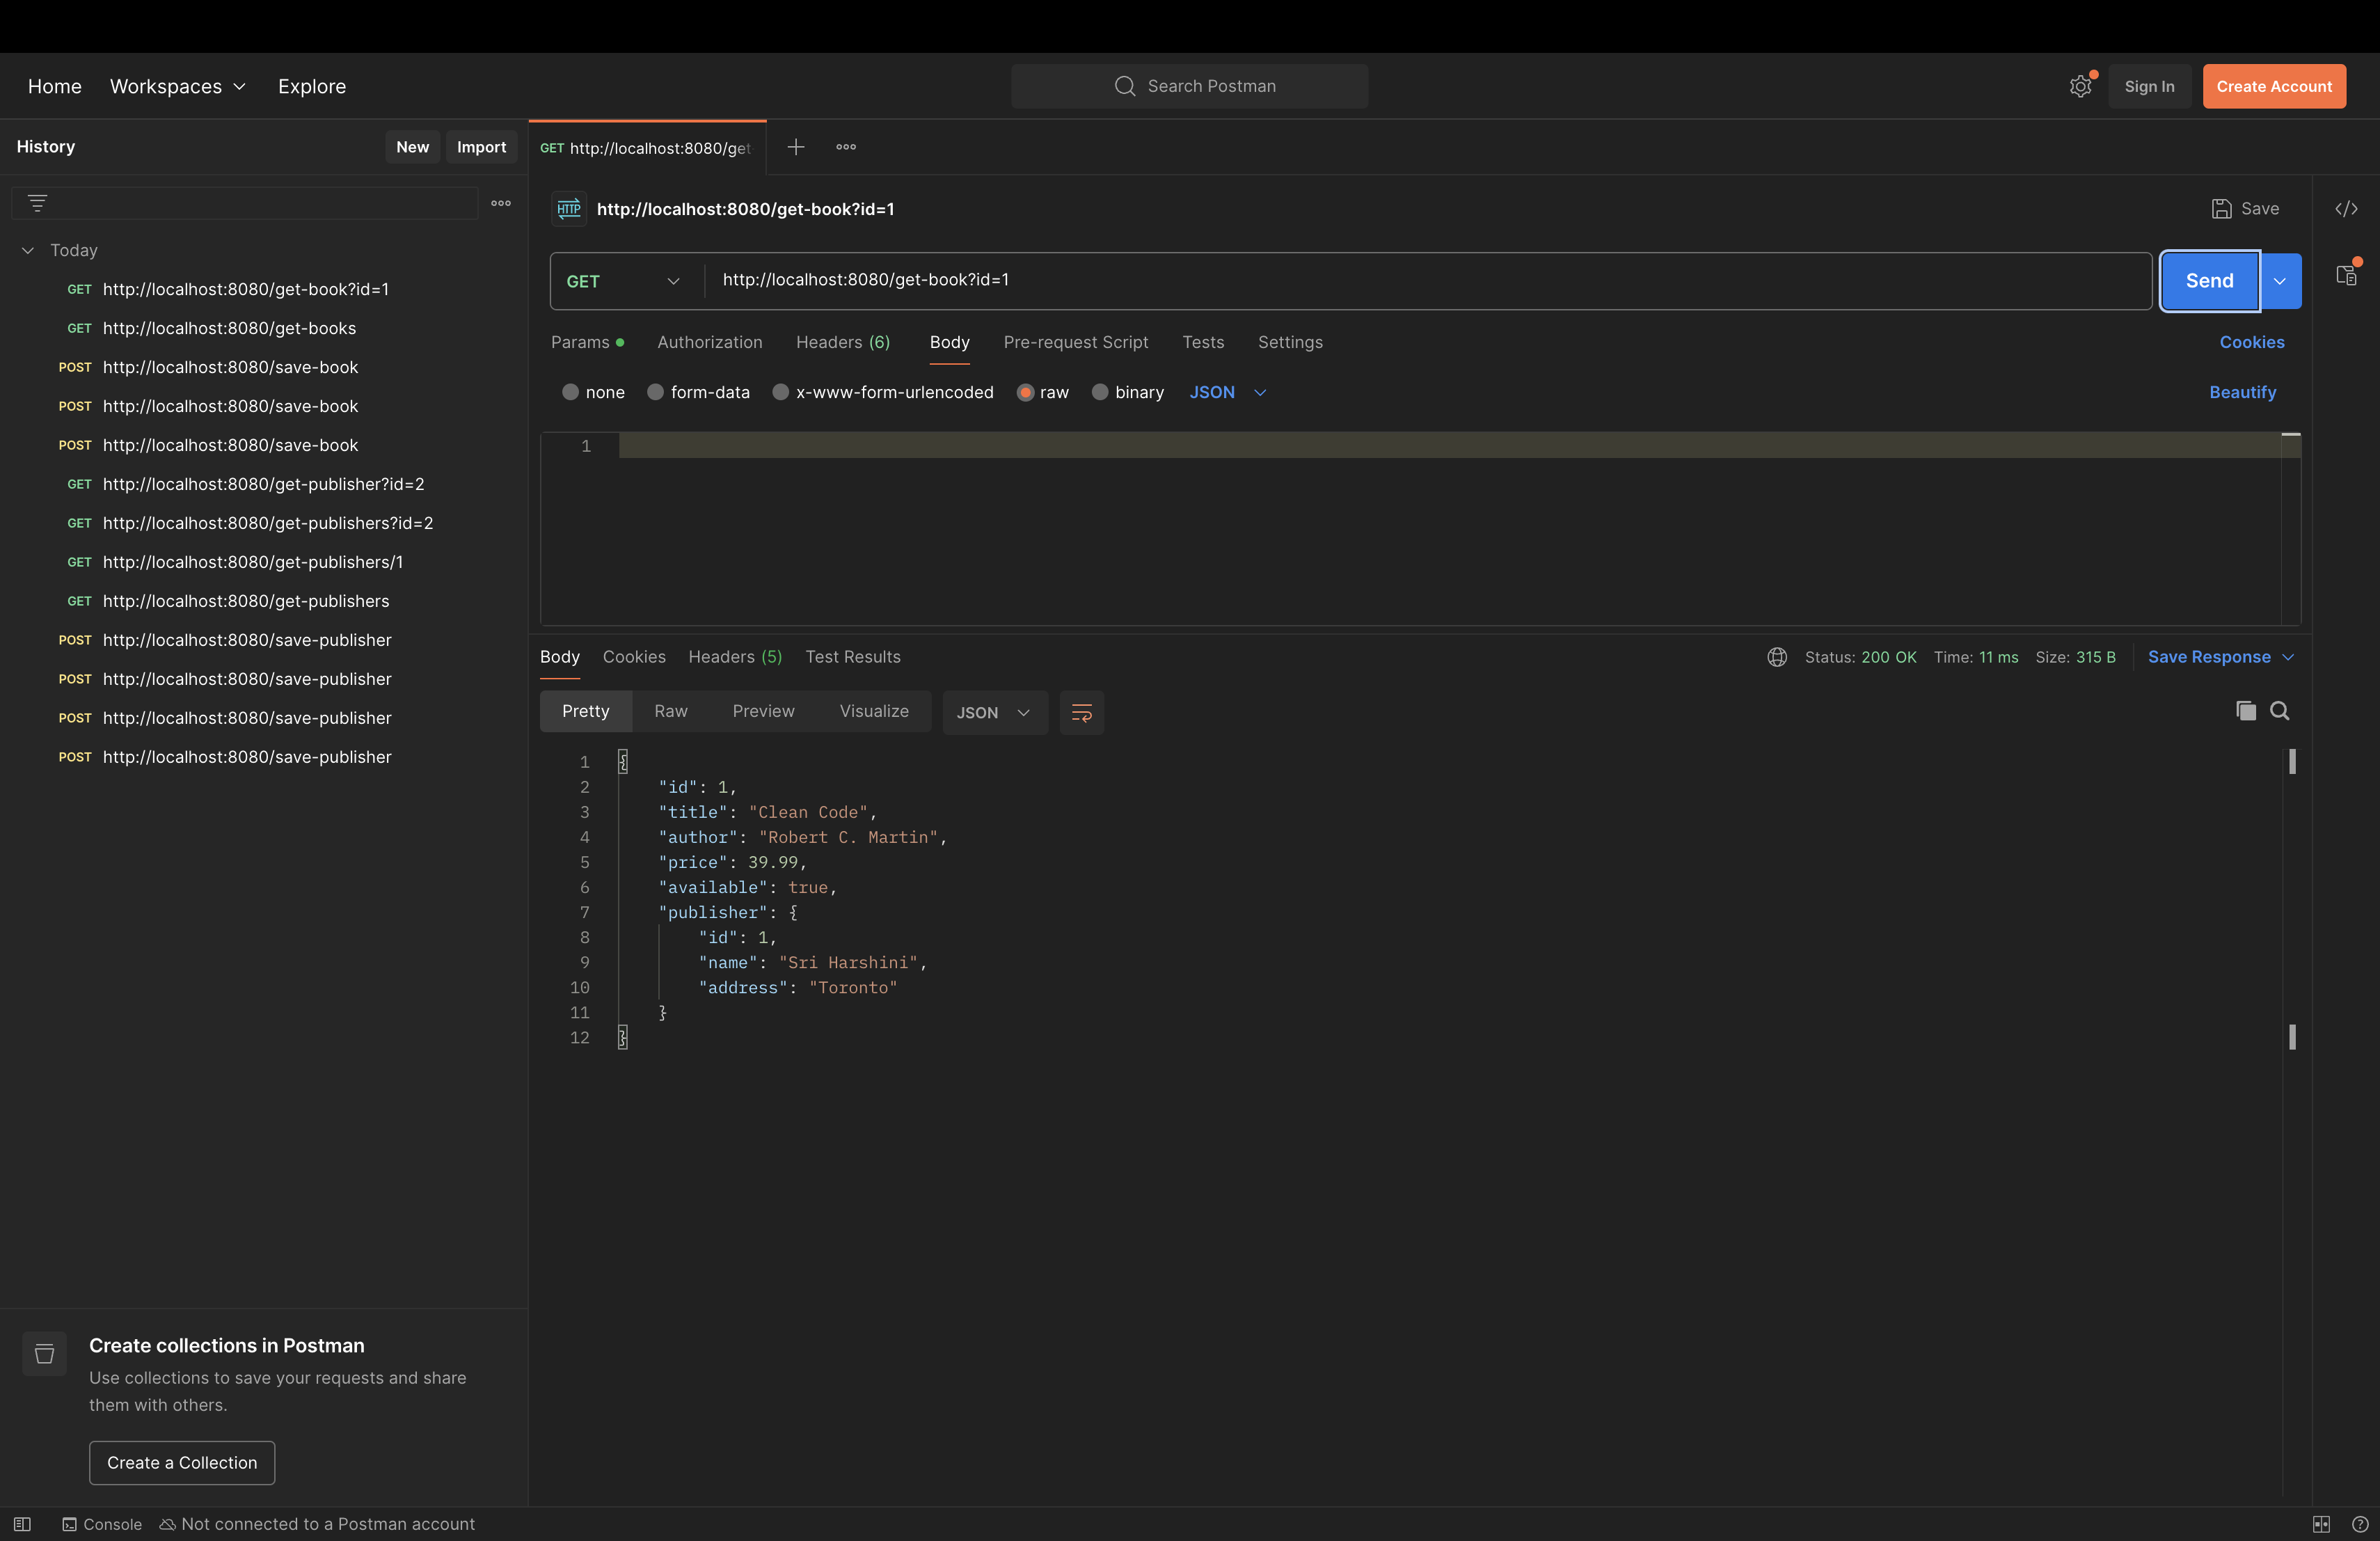 Home Workspaces Explore Search Postman Sign In Create Account
History New Import
GET http://localhost:8080/get
HTTP http://localhost:8080/get-book?id=1 Save
Today
GET http://localhost:8080/get-book?id=1
GET http://localhost:8080/get-books
POST http://localhost:8080/save-book
POST http://localhost:8080/save-book
POST http://localhost:8080/save-book
GET http://localhost:8080/get-publisher?id=2
GET http://localhost:8080/get-publishers?id=2
GET http://localhost:8080/get-publishers/1
GET http://localhost:8080/get-publishers
POST http://localhost:8080/save-publisher
POST http://localhost:8080/save-publisher
POST http://localhost:8080/save-publisher
POST http://localhost:8080/save-publisher
Create collections in Postman
Use collections to save your requests and share
them with others.
Create a Collection
GET http://localhost:8080/get-book?id=1 Send
Params Authorization Headers (6) Body Pre-request Script Tests Settings Cookies
none form-data x-www-form-urlencoded raw binary JSON Beautify
1
Body Cookies Headers (5) Test Results Status: 200 OK Time: 11 ms Size: 315 B Save Response
Pretty Raw Preview Visualize JSON
1 {
2 "id": 1,
3 "title": "Clean Code",
4 "author": "Robert C. Martin",
5 "price": 39.99,
6 "available": true,
7 "publisher": {
8 "id": 1,
9 "name": "Sri Harshini",
10 "address": "Toronto"
11 }
12 }
Console Not connected to a Postman account